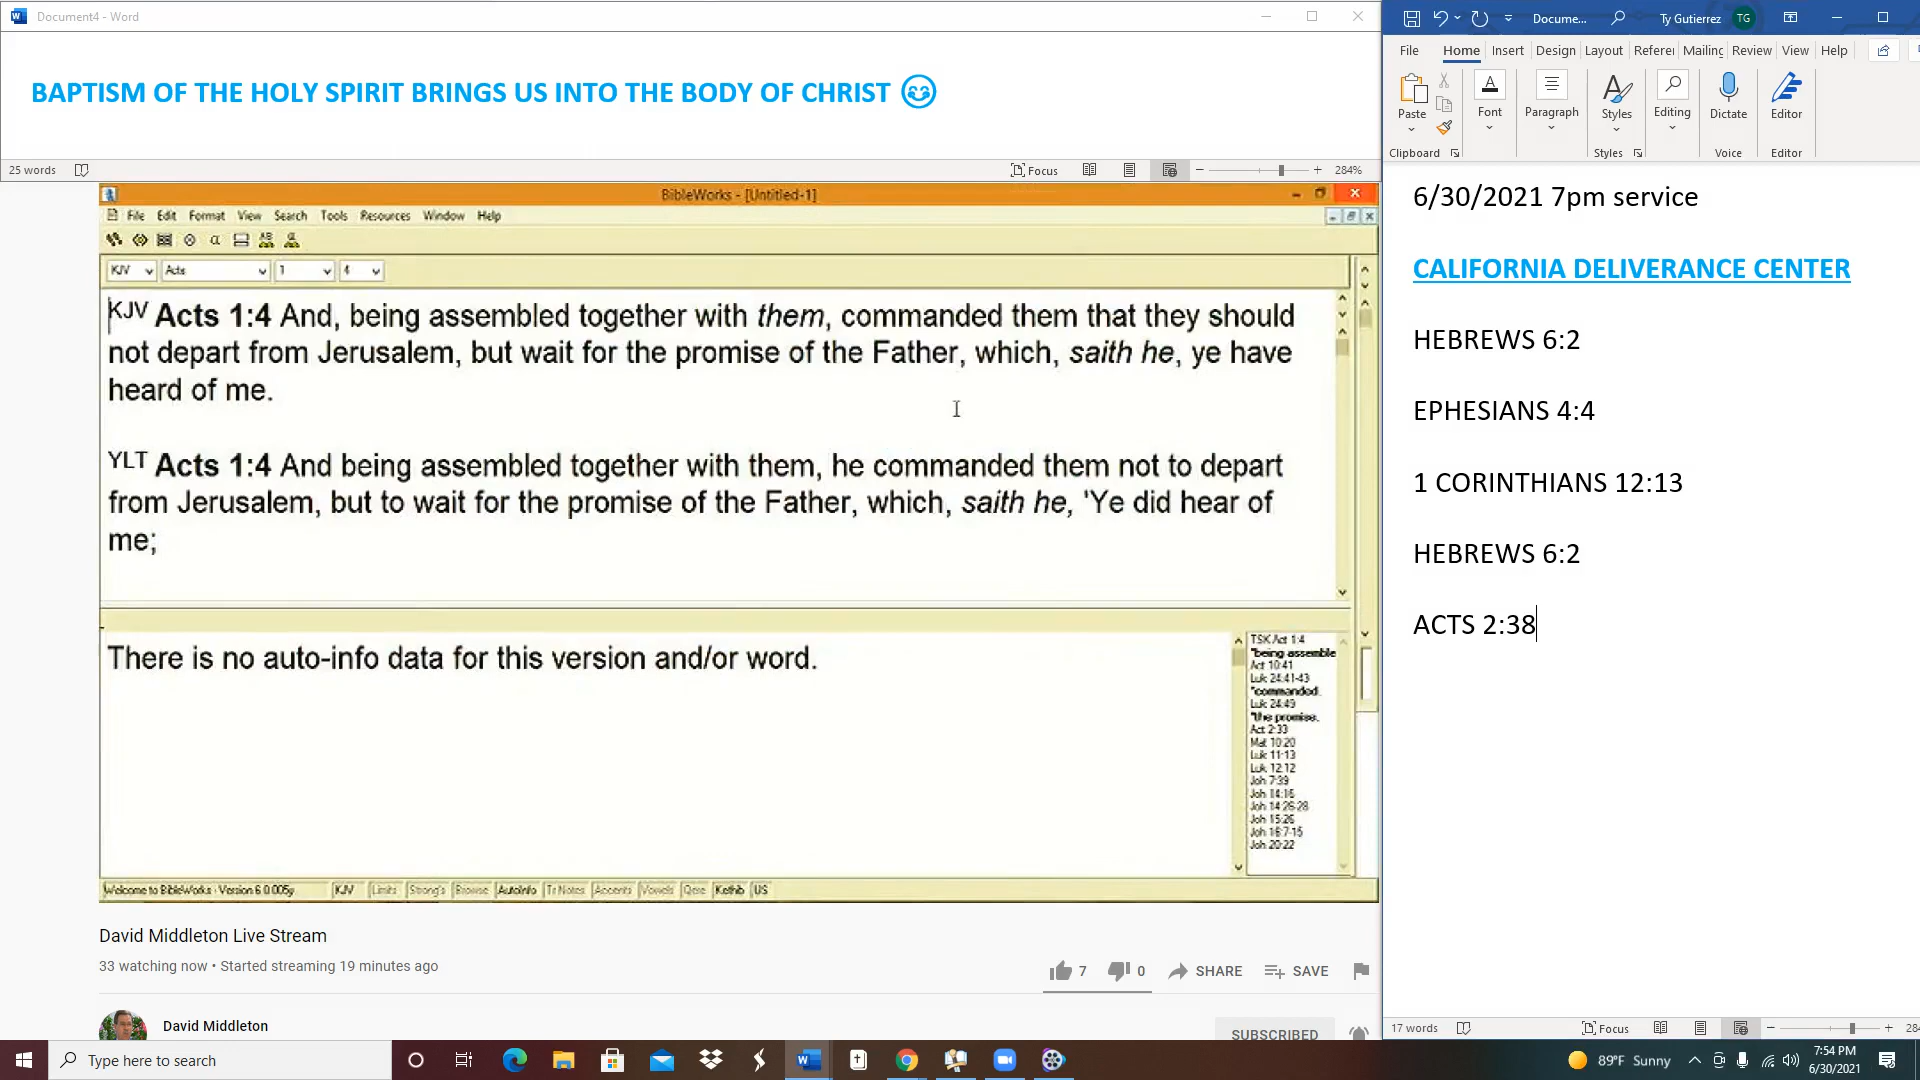 Document4 - Word
BAPTISM OF THE HOLY SPIRIT BRINGS US INTO THE BODY OF CHRIST
25 words
Focus
284%
BibleWorks - [Untitled-1]
File Edit Format View Search Tools Resources Window Help
KJV Acts 1 4
KJV Acts 1:4 And, being assembled together with them, commanded them that they should
not depart from Jerusalem, but wait for the promise of the Father, which, saith he, ye have
heard of me.
YLT Acts 1:4 And being assembled together with them, he commanded them not to depart
from Jerusalem, but to wait for the promise of the Father, which, saith he, 'Ye did hear of
me;
There is no auto-info data for this version and/or word.
TSK Act 1:4
"being assemble
Act 10:41
Luk 24:41-43
"commanded.
Luk 24:49
"the promise.
Act 2:33
Mat 10:20
Luk 11:13
Luk 12:12
Joh 7:39
Joh 14:16
Joh 14:26-28
Joh 15:26
Joh 16:7-15
Joh 20:22
Welcome to BibleWorks - Version 6.0.005y KJV Limits Strong's Browse AutoInfo Tr Notes Accents Vowels Qere Kethib US
David Middleton Live Stream
33 watching now • Started streaming 19 minutes ago
7 0 SHARE SAVE
David Middleton
SUBSCRIBED
Docume... Ty Gutierrez TG
File Home Insert Design Layout Referei Mailing Review View Help
Paste Font Paragraph Styles Editing Dictate Editor
Clipboard Styles Voice Editor
6/30/2021 7pm service
CALIFORNIA DELIVERANCE CENTER
HEBREWS 6:2
EPHESIANS 4:4
1 CORINTHIANS 12:13
HEBREWS 6:2
ACTS 2:38
17 words
Focus
284
Type here to search
89°F Sunny
7:54 PM
6/30/2021